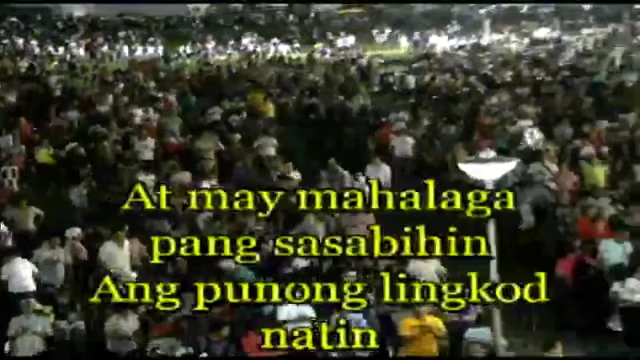 At may mahalaga
pang sasabihin
Ang punong lingkod
natin